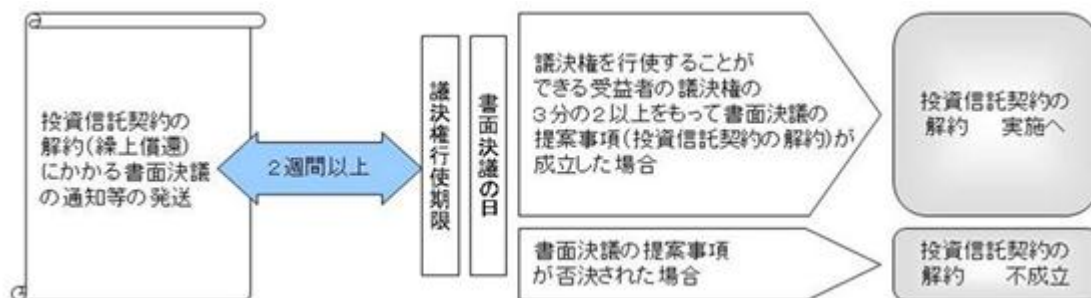 投資信託契約の
解約(繰上償還)
にかかる書面決議
の通知等の発送
2週間以上
議決権行使期限
書面決議の日
議決権を行使することが
できる受益者の議決権の
3分の2以上をもって書面決議の
提案事項(投資信託契約の解約)が
成立した場合
投資信託契約の
解約　実施へ
書面決議の提案事項
が否決された場合
投資信託契約の
解約　不成立